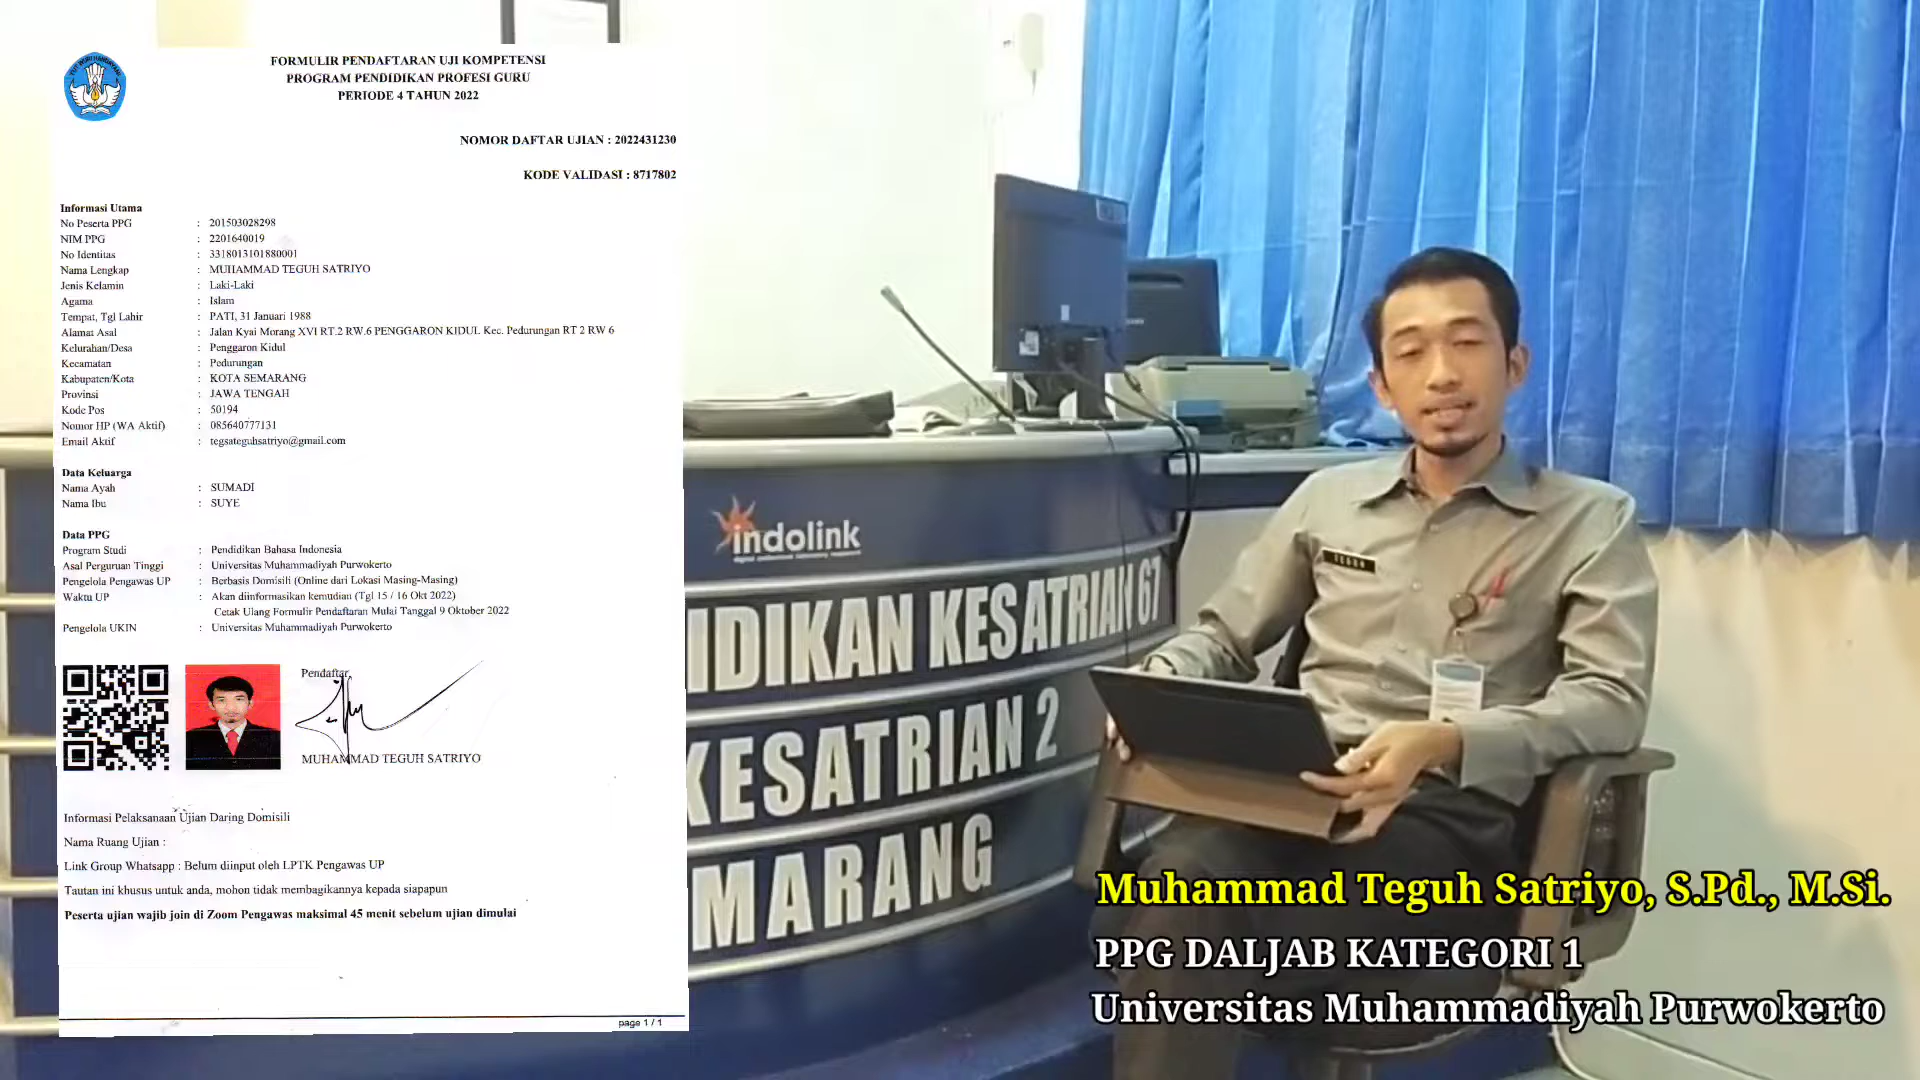 FORMULIR PENDAFTARAN UJI KOMPETENSI
PROGRAM PENDIDIKAN PROFESI GURU
PERIODE 4 TAHUN 2022
NOMOR DAFTAR UJIAN : 2022431230
KODE VALIDASI : 8717802
Informasi Utama
No Peserta PPG : 201503028298
NIM PPG : 2201640019
No Identitas : 3318013101880001
Nama Lengkap : MUHAMMAD TEGUH SATRIYO
Jenis Kelamin : Laki-Laki
Agama : Islam
Tempat, Tgl Lahir : PATI, 31 Januari 1988
Alamat Asal : Jalan Kyai Morang XVI RT.2 RW.6 PENGGARON KIDUL Kec. Pedurungan RT 2 RW 6
Kelurahan/Desa : Penggaron Kidul
Kecamatan : Pedurungan
Kabupaten/Kota : KOTA SEMARANG
Provinsi : JAWA TENGAH
Kode Pos : 50194
Nomor HP (WA Aktif) : 085640777131
Email Aktif : tegsateguhsatriyo@gmail.com
Data Keluarga
Nama Ayah : SUMADI
Nama Ibu : SUYE
Data PPG
Program Studi : Pendidikan Bahasa Indonesia
Asal Perguruan Tinggi : Universitas Muhammadiyah Purwokerto
Pengelola Pengawas UP : Berbasis Domisili (Online dari Lokasi Masing-Masing)
Waktu UP : Akan diinformasikan kemudian (Tgl 15 / 16 Okt 2022)
Cetak Ulang Formulir Pendaftaran Mulai Tanggal 9 Oktober 2022
Pengelola UKIN : Universitas Muhammadiyah Purwokerto
Pendaftar,
MUHAMMAD TEGUH SATRIYO
Informasi Pelaksanaan Ujian Daring Domisili
Nama Ruang Ujian :
Link Group Whatsapp : Belum diinput oleh LPTK Pengawas UP
Tautan ini khusus untuk anda, mohon tidak membagikannya kepada siapapun
Peserta ujian wajib join di Zoom Pengawas maksimal 45 menit sebelum ujian dimulai
page 1 / 1
indolink
IDIKAN KESATRIAN 67
KESATRIAN 2
MARANG
TEGUH
Muhammad Teguh Satriyo, S.Pd., M.Si.
PPG DALJAB KATEGORI 1
Universitas Muhammadiyah Purwokerto